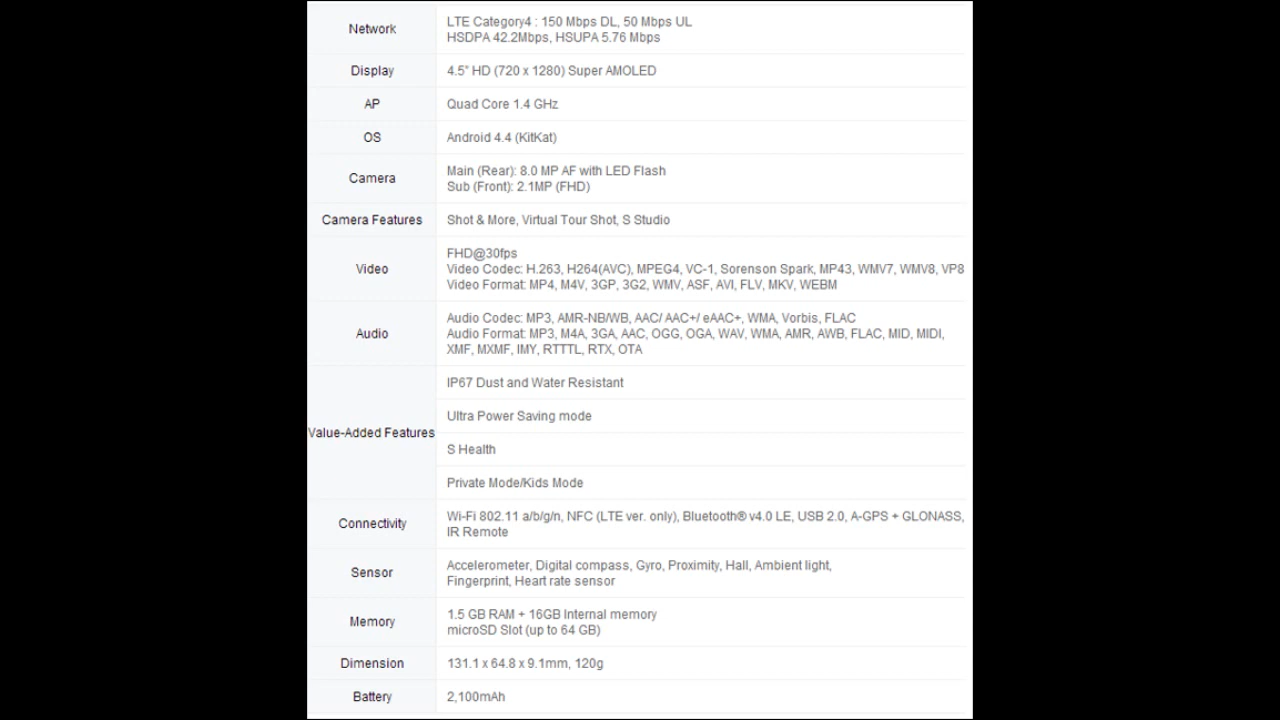 Network
LTE Category4 : 150 Mbps DL, 50 Mbps UL
HSDPA 42.2Mbps, HSUPA 5.76 Mbps
Display
4.5" HD (720 x 1280) Super AMOLED
AP
Quad Core 1.4 GHz
OS
Android 4.4 (KitKat)
Camera
Main (Rear): 8.0 MP AF with LED Flash
Sub (Front): 2.1MP (FHD)
Camera Features
Shot & More, Virtual Tour Shot, S Studio
Video
FHD@30fps
Video Codec: H.263, H264(AVC), MPEG4, VC-1, Sorenson Spark, MP43, WMV7, WMV8, VP8
Video Format: MP4, M4V, 3GP, 3G2, WMV, ASF, AVI, FLV, MKV, WEBM
Audio
Audio Codec: MP3, AMR-NB/WB, AAC/ AAC+/ eAAC+, WMA, Vorbis, FLAC
Audio Format: MP3, M4A, 3GA, AAC, OGG, OGA, WAV, WMA, AMR, AWB, FLAC, MID, MIDI,
XMF, MXMF, IMY, RTTTL, RTX, OTA
Value-Added Features
IP67 Dust and Water Resistant
Ultra Power Saving mode
S Health
Private Mode/Kids Mode
Connectivity
Wi-Fi 802.11 a/b/g/n, NFC (LTE ver. only), Bluetooth® v4.0 LE, USB 2.0, A-GPS + GLONASS,
IR Remote
Sensor
Accelerometer, Digital compass, Gyro, Proximity, Hall, Ambient light,
Fingerprint, Heart rate sensor
Memory
1.5 GB RAM + 16GB Internal memory
microSD Slot (up to 64 GB)
Dimension
131.1 x 64.8 x 9.1mm, 120g
Battery
2,100mAh